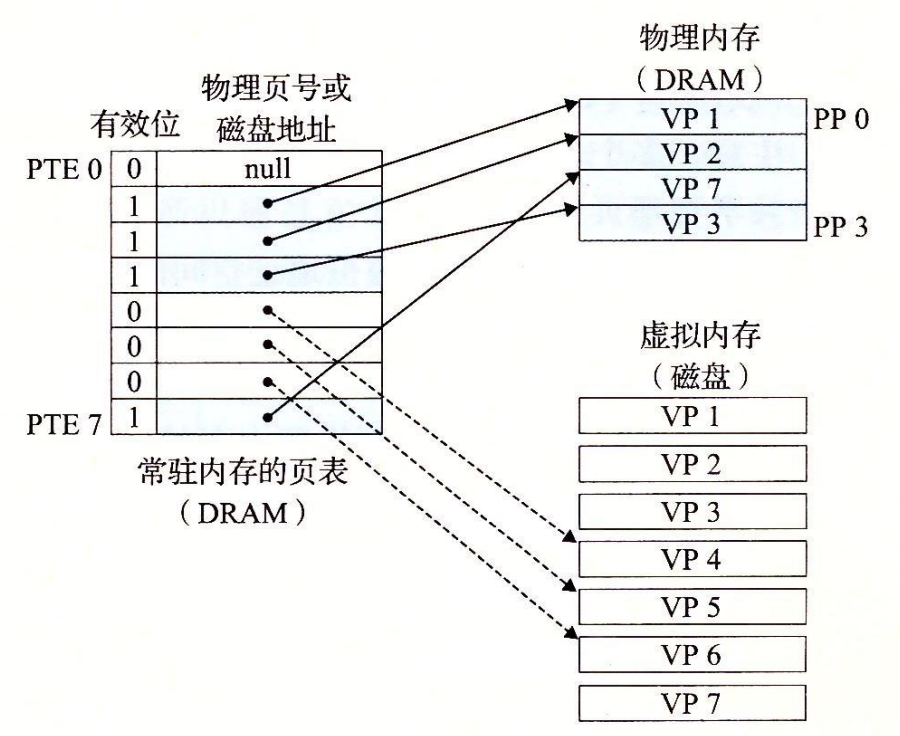 物理内存
（DRAM）
物理页号或
磁盘地址
有效位
VP 1 PP 0
VP 2
VP 7
VP 3 PP 3
PTE 0 0 null
1
1
1
0
0
0
PTE 7 1
常驻内存的页表
（DRAM）
虚拟内存
（磁盘）
VP 1
VP 2
VP 3
VP 4
VP 5
VP 6
VP 7